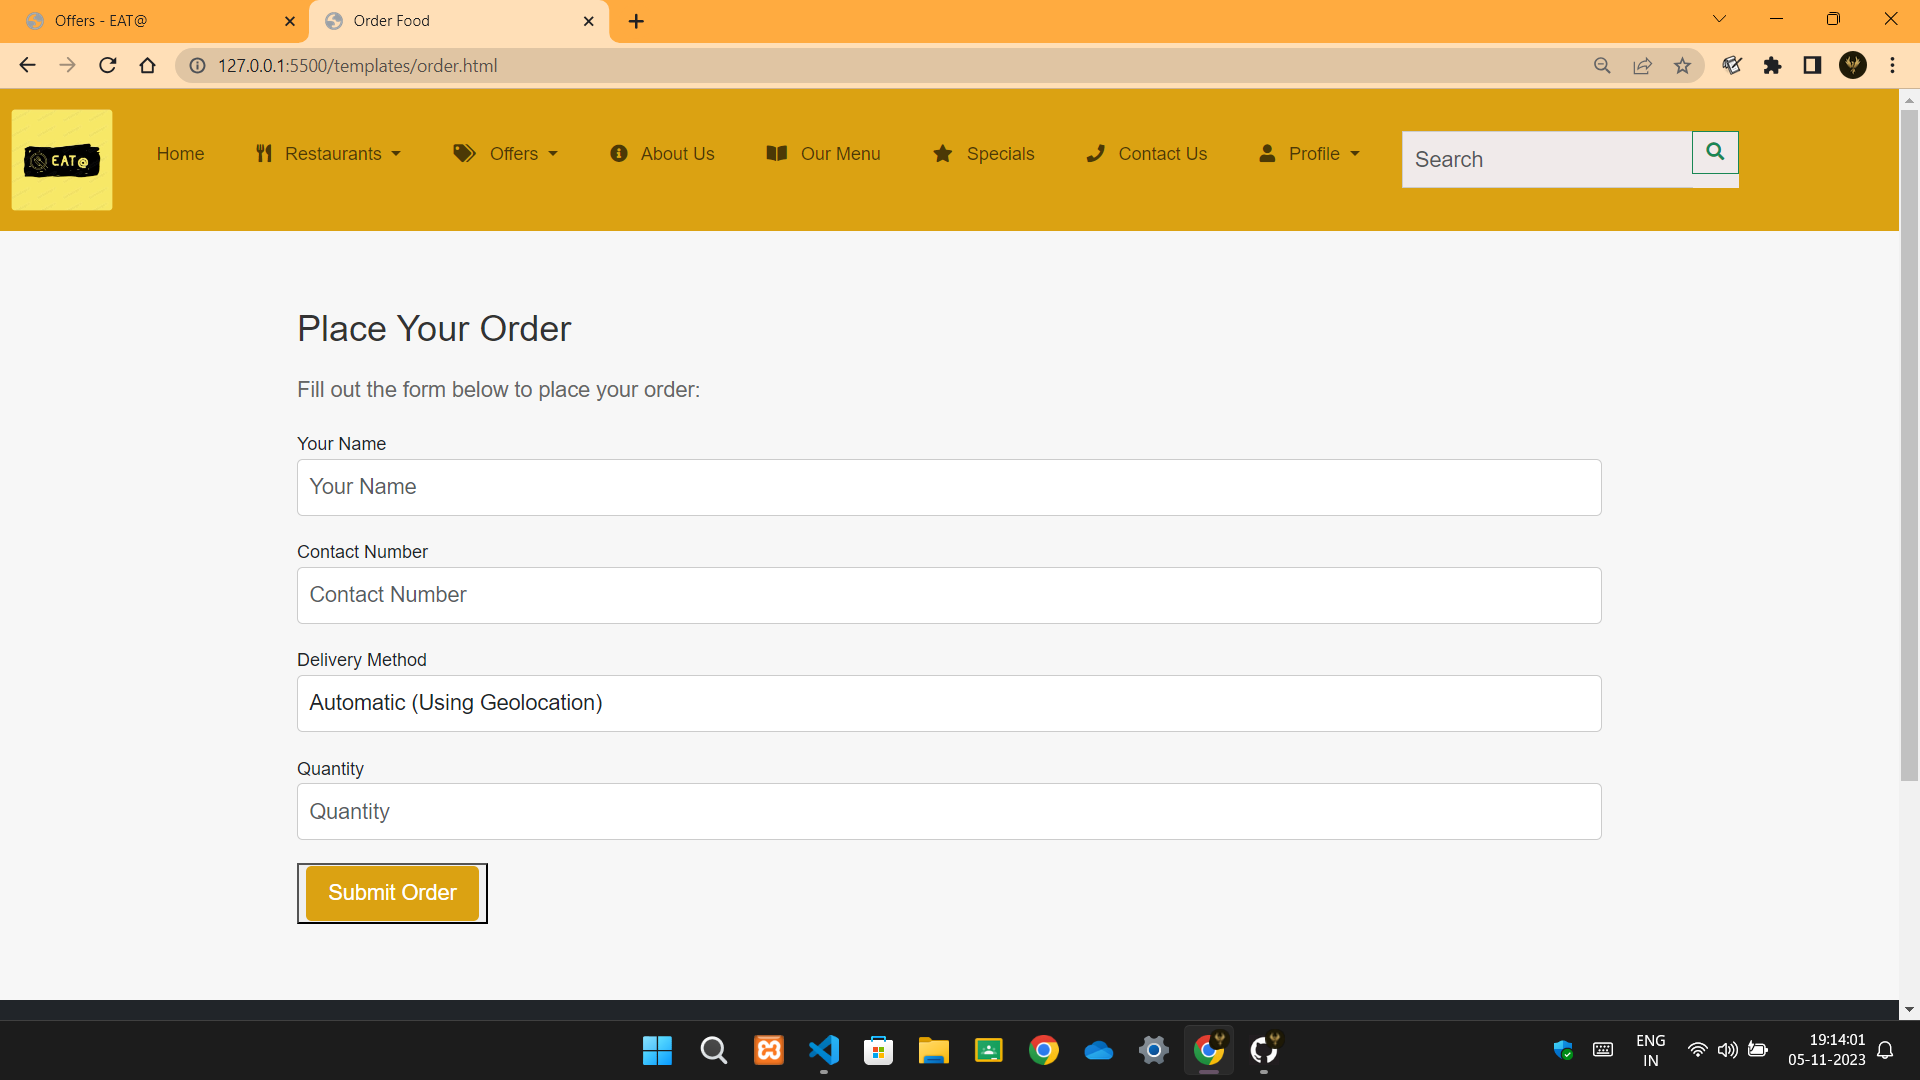 Offers - EAT@
Order Food
127.0.0.1:5500/templates/order.html
EAT@
Home
Restaurants
Offers
About Us
Our Menu
Specials
Contact Us
Profile
Search
Place Your Order
Fill out the form below to place your order:
Your Name
Your Name
Contact Number
Contact Number
Delivery Method
Automatic (Using Geolocation)
Quantity
Quantity
Submit Order
ENG
IN
19:14:01
05-11-2023